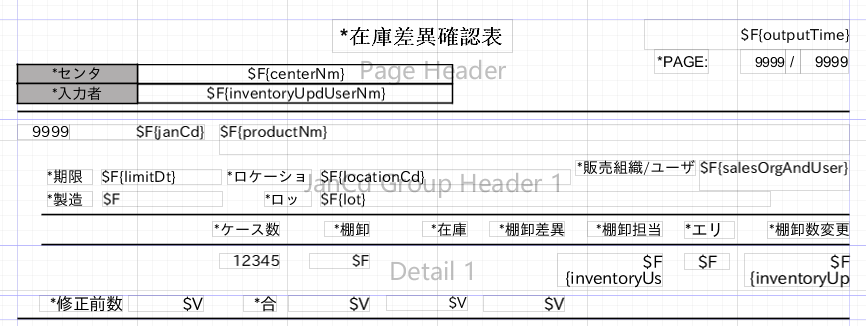 *在庫差異確認表
$F{outputTime}
Page Header
*PAGE: 9999 / 9999
*センタ $F{centerNm}
*入力者 $F{inventoryUpdUserNm}
9999 $F{janCd} $F{productNm}
*販売組織/ユーザ $F{salesOrgAndUser}
*期限 $F{limitDt} *ロケーショ $F{locationCd}
JanCd Group Header 1
*製造 $F *ロッ $F{lot}
*ケース数 *棚卸 *在庫 *棚卸差異 *棚卸担当 *エリ *棚卸数変更
12345 $F $F $F $F
{inventoryUs {inventoryUp
Detail 1
*修正前数 $V *合 $V $V $V